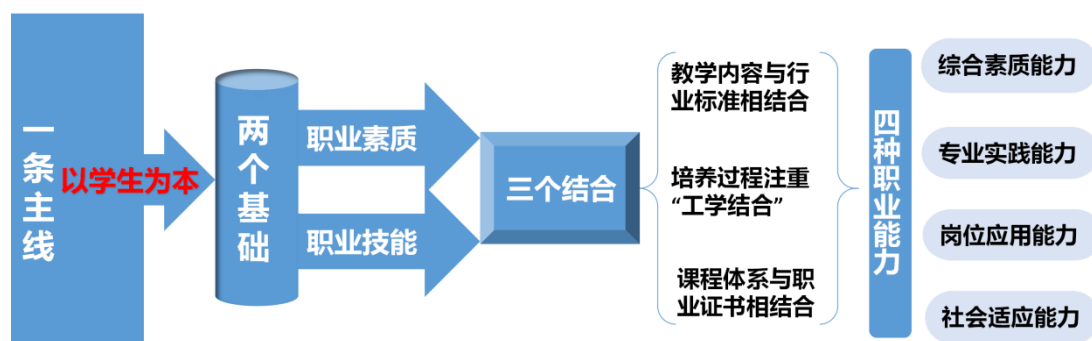 一条主线
以学生为本
两个基础
职业素质
职业技能
三个结合
教学内容与行
业标准相结合
培养过程注重
“工学结合”
课程体系与职
业证书相结合
四种职业能力
综合素质能力
专业实践能力
岗位应用能力
社会适应能力